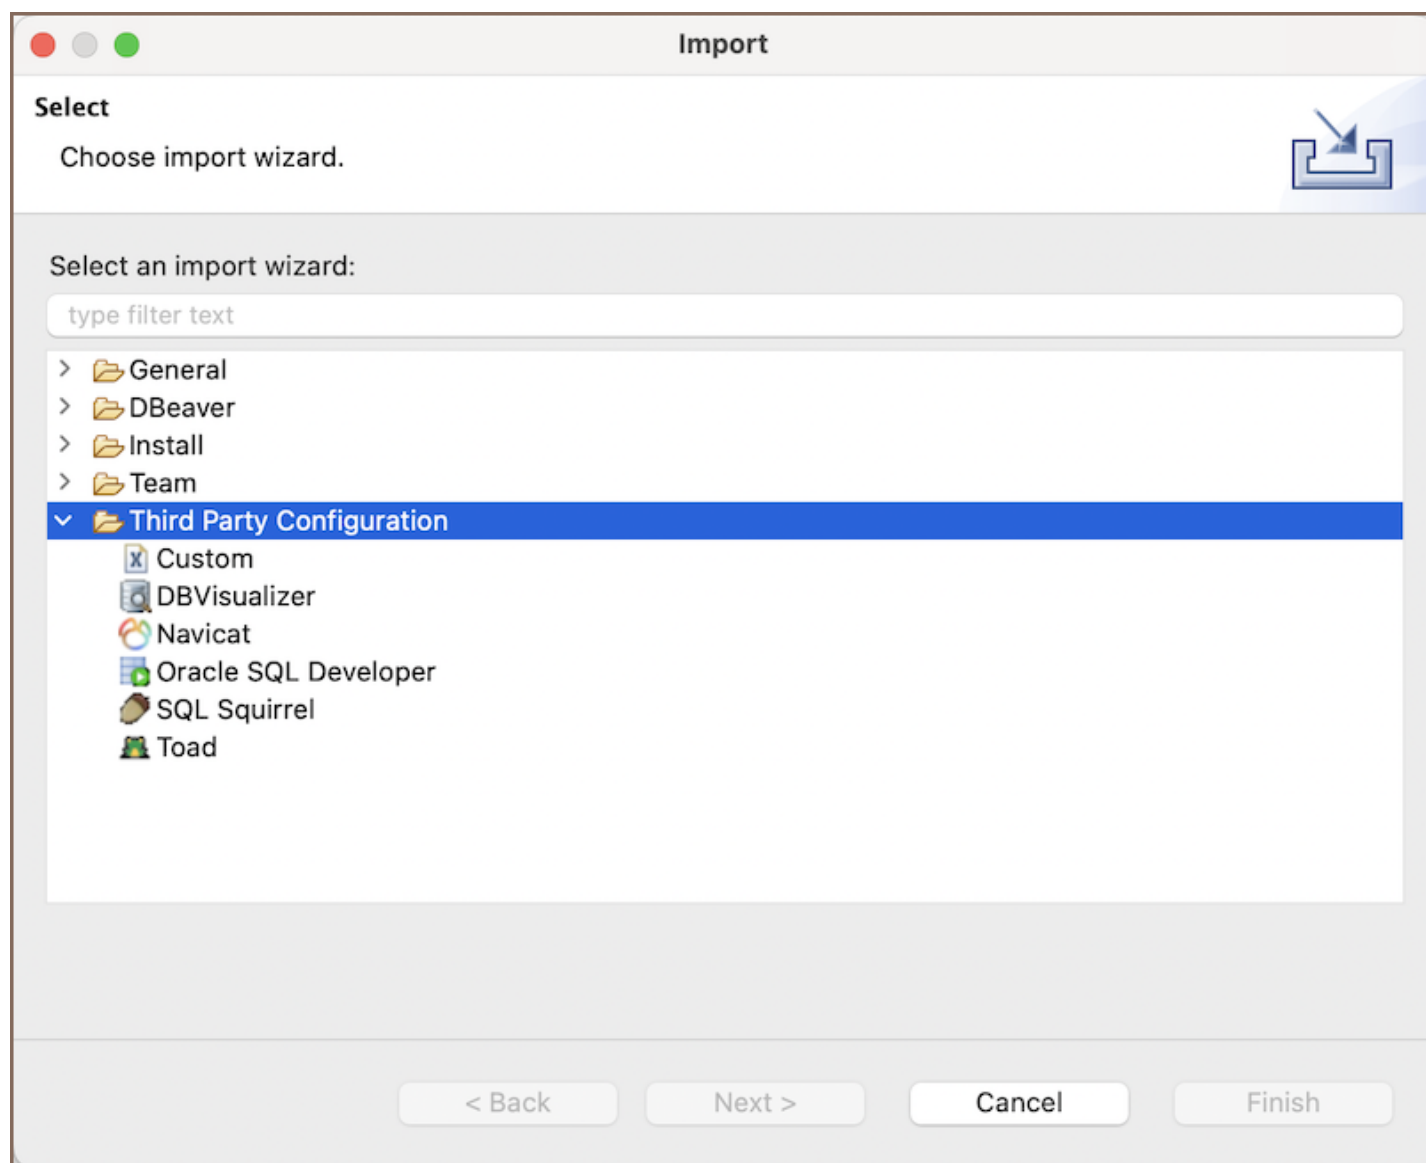 Import
Select
Choose import wizard.
Select an import wizard:
type filter text
General
DBeaver
Install
Team
Third Party Configuration
Custom
DBVisualizer
Navicat
Oracle SQL Developer
SQL Squirrel
Toad
< Back Next > Cancel Finish